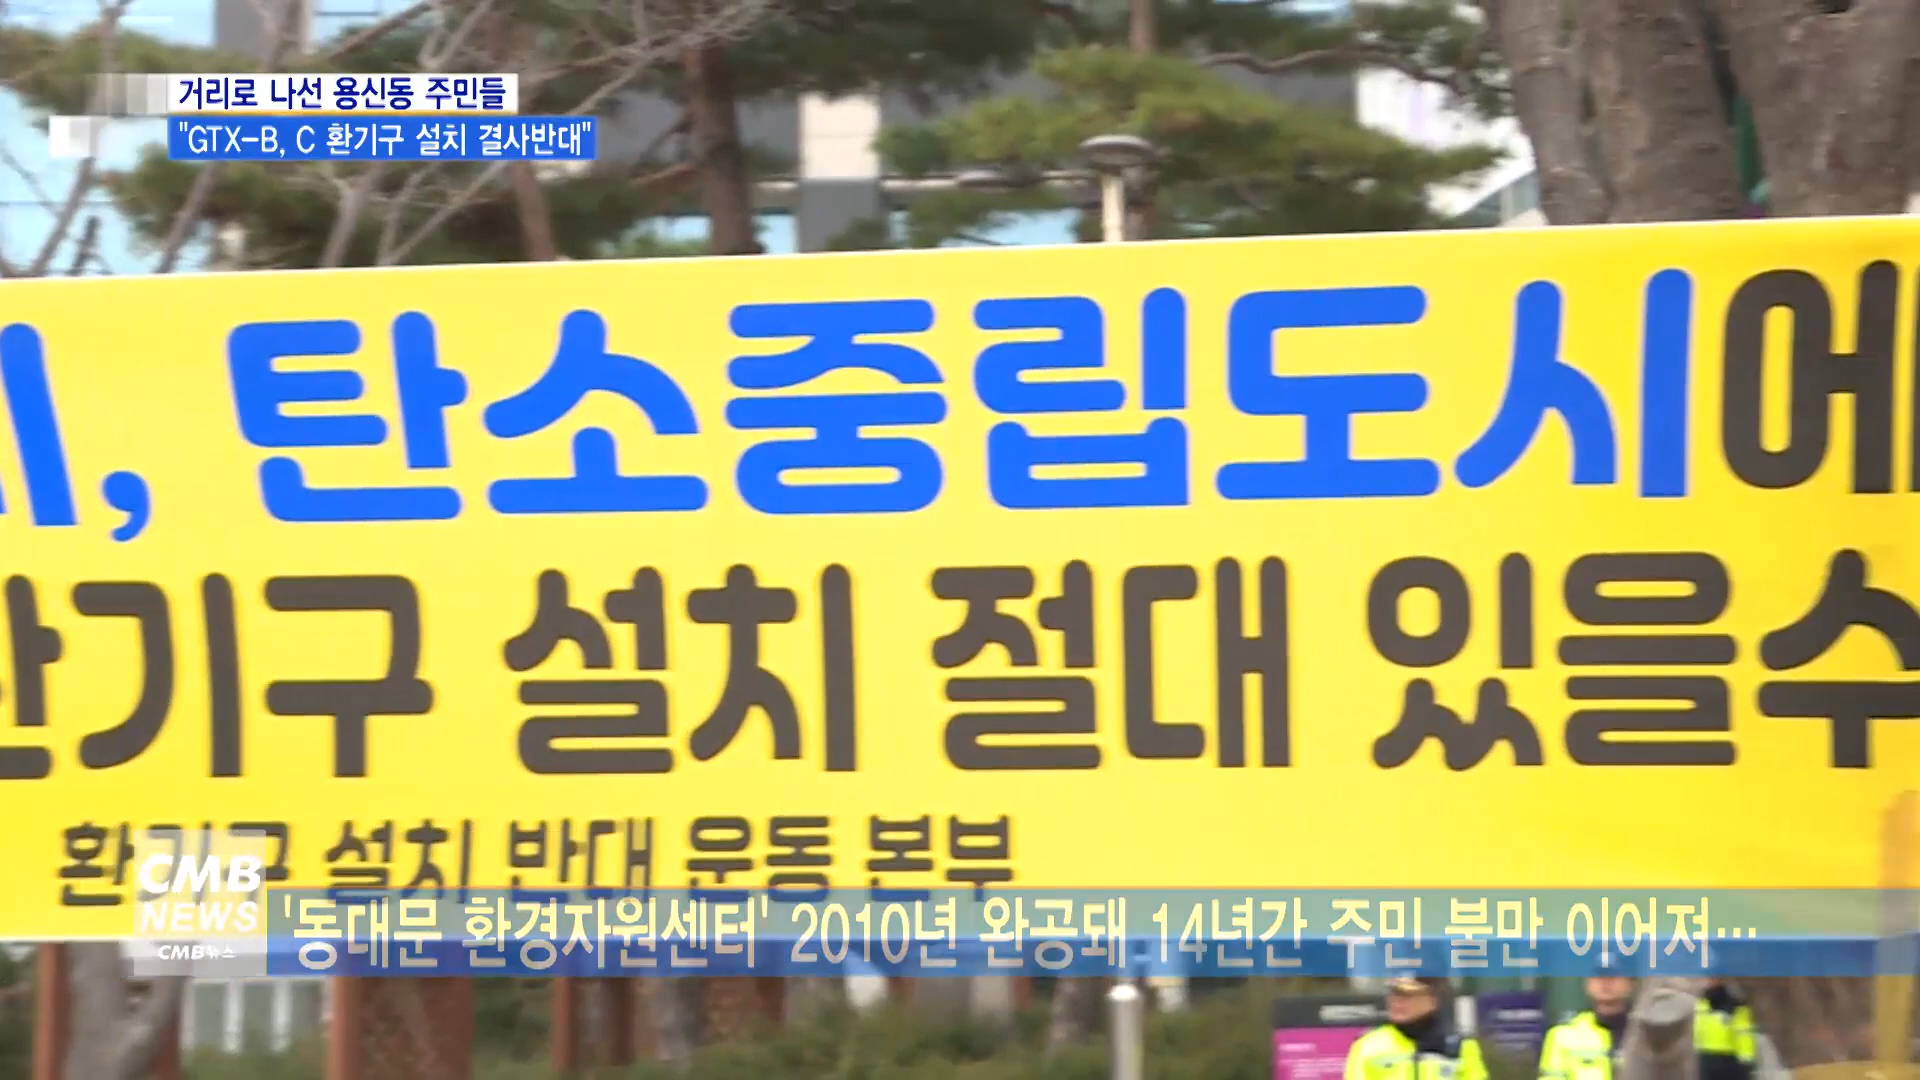 거리로 나선 용신동 주민들
"GTX-B, C 환기구 설치 결사반대"
, 탄소중립도시에
환기구 설치 절대 있을수
환기구 설치 반대 운동 본부
CMB
NEWS
CMB뉴스
'동대문 환경자원센터' 2010년 완공돼 14년간 주민 불만 이어져…